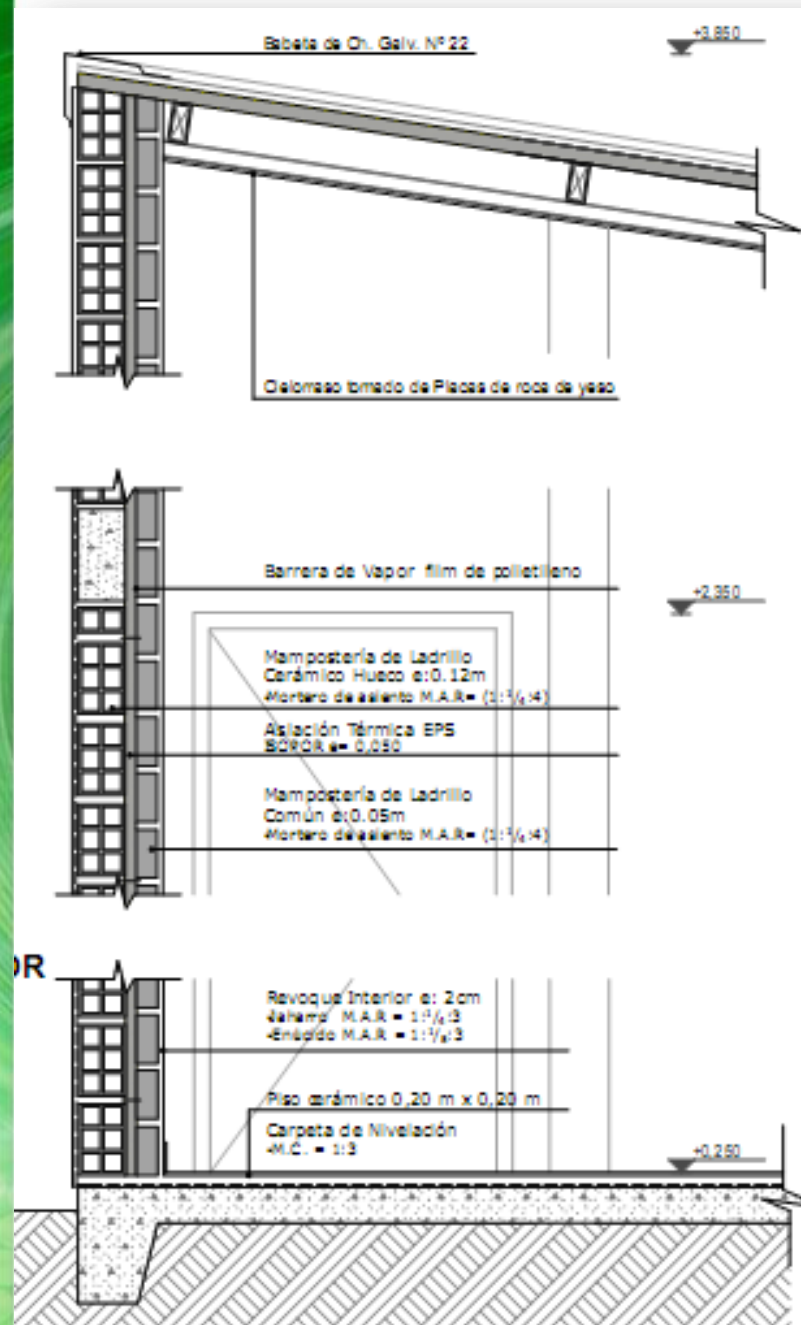 Babeta de Ch. Galv. Nº 22
+3,850
Cielorraso tomado de Placas de roca de yeso
Barrera de Vapor film de polietileno
+2,350
Mampostería de Ladrillo
Cerámico Hueco e:0.12m
-Mortero de asiento M.A.R= (1:¹/₄:4)
Aislación Térmica EPS
ISOPOR e= 0,050
Mampostería de Ladrillo
Común e:0.05m
-Mortero de asiento M.A.R= (1:¹/₄:4)
OR
Revoque Interior e: 2cm
-Jaharro M.A.R = 1:¹/₄:3
-Enlucido M.A.R = 1:¹/₈:3
Piso cerámico 0,20 m x 0,20 m
Carpeta de Nivelación
-M.C. = 1:3
+0,250